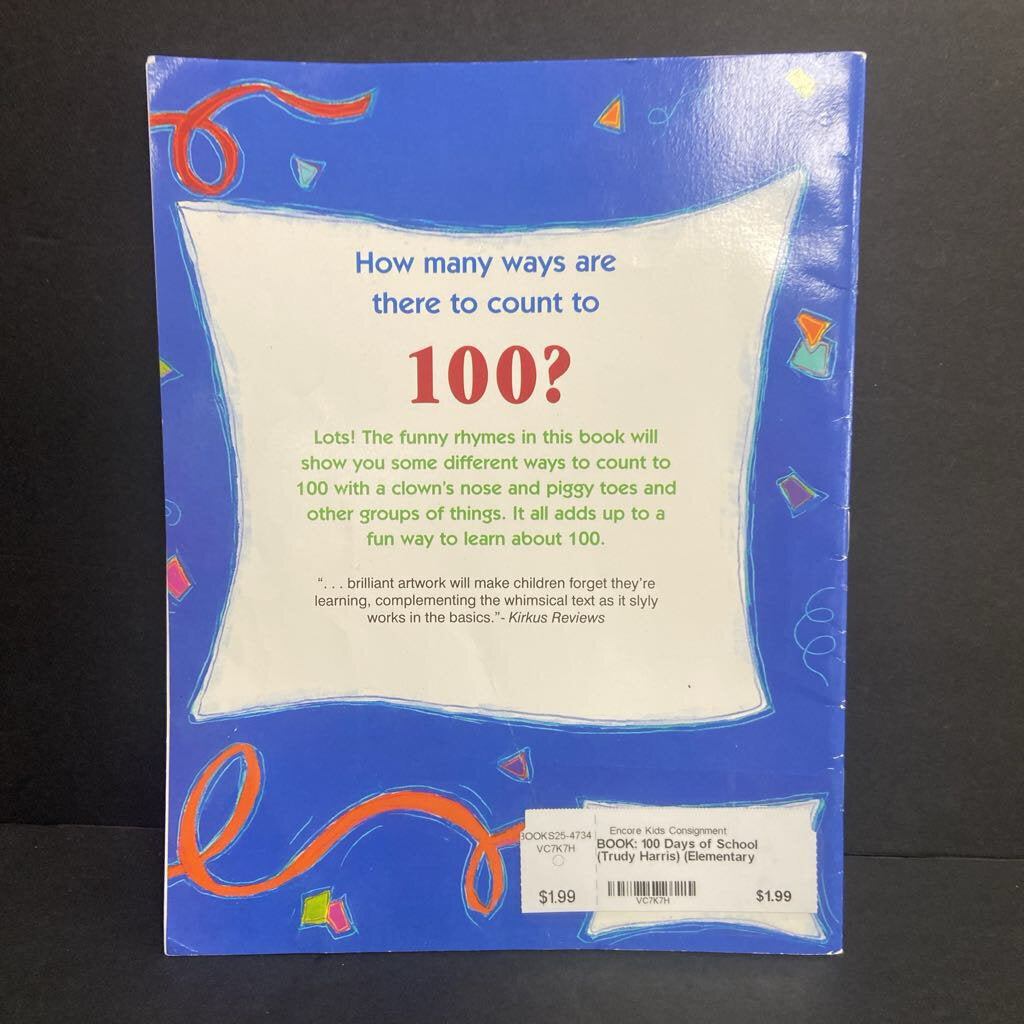 How many ways are
there to count to
100?
Lots! The funny rhymes in this book will
show you some different ways to count to
100 with a clown's nose and piggy toes and
other groups of things. It all adds up to a
fun way to learn about 100.
“. . . brilliant artwork will make children forget they’re
learning, complementing the whimsical text as it slyly
works in the basics.”- Kirkus Reviews
BOOKS25-4734
VC7K7H
$1.99
Encore Kids Consignment
BOOK: 100 Days of School
(Trudy Harris) (Elementary
VC7K7H
$1.99